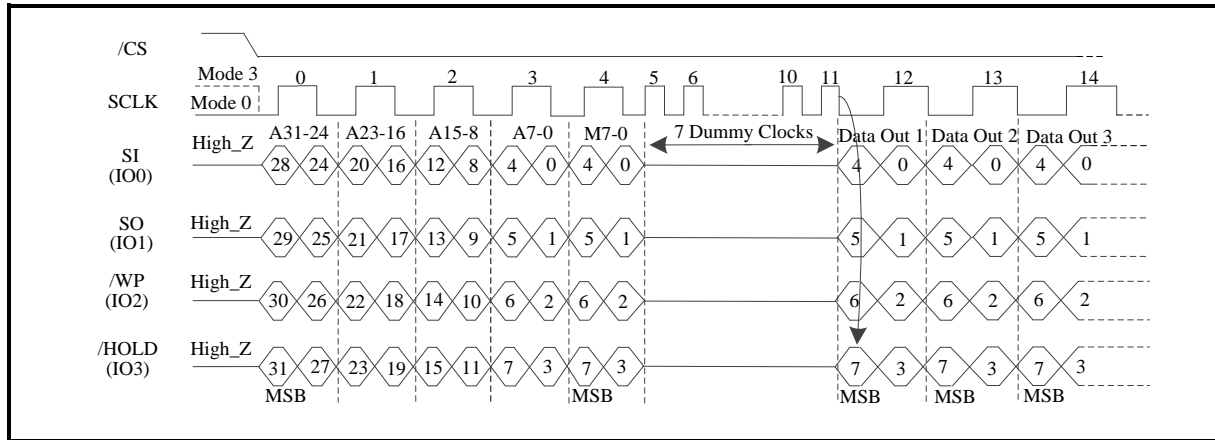 /CS
Mode 3 0 1 2 3 4 5 6 10 11 12 13 14
SCLK Mode 0
A31-24 A23-16 A15-8 A7-0 M7-0 7 Dummy Clocks Data Out 1 Data Out 2 Data Out 3
SI High_Z
(IO0) 28 24 20 16 12 8 4 0 4 0 4 0 4 0 4 0
SO High_Z
(IO1) 29 25 21 17 13 9 5 1 5 1 5 1 5 1 5 1
/WP High_Z
(IO2) 30 26 22 18 14 10 6 2 6 2 6 2 6 2 6 2
/HOLD High_Z
(IO3) 31 27 23 19 15 11 7 3 7 3 7 3 7 3 7 3
MSB MSB MSB MSB MSB